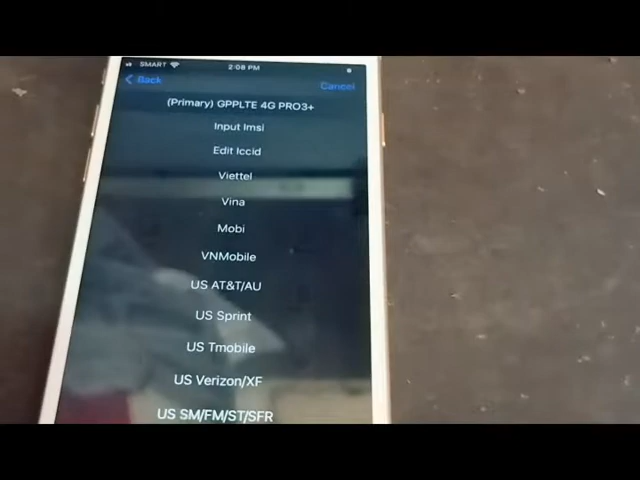 SMART 2:08 PM
Back Cancel
(Primary) GPPLTE 4G PRO3+
Input Imsi
Edit Iccid
Viettel
Vina
Mobi
VNMobile
US AT&T/AU
US Sprint
US Tmobile
US Verizon/XF
US SM/FM/ST/SFR